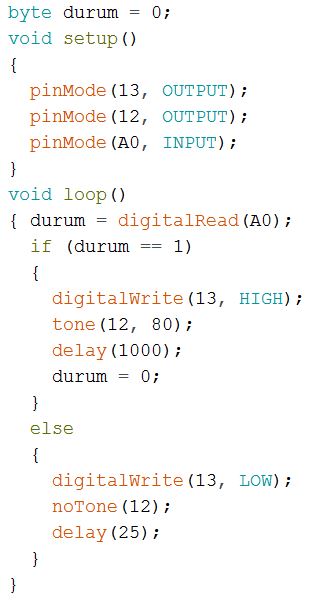 byte durum = 0;
void setup()
{
  pinMode(13, OUTPUT);
  pinMode(12, OUTPUT);
  pinMode(A0, INPUT);
}
void loop()
{ durum = digitalRead(A0);
  if (durum == 1)
  {
    digitalWrite(13, HIGH);
    tone(12, 80);
    delay(1000);
    durum = 0;
  }
  else
  {
    digitalWrite(13, LOW);
    noTone(12);
    delay(25);
  }
}